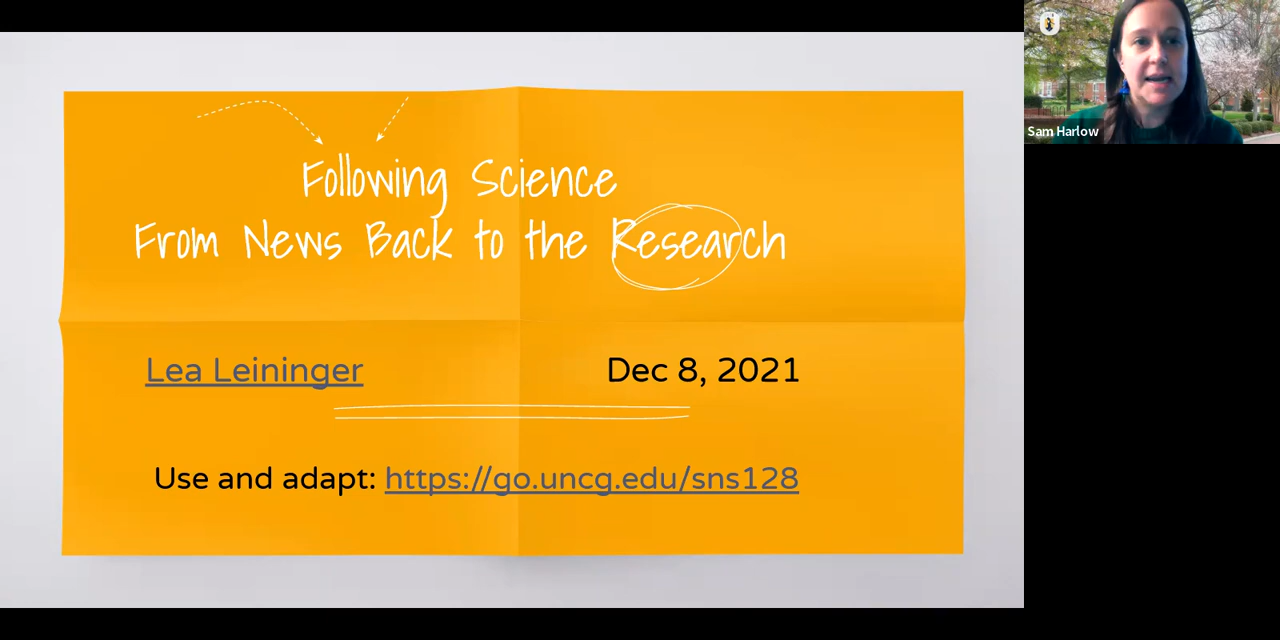 Following Science
From News Back to the Research
Lea Leininger
Dec 8, 2021
Use and adapt: https://go.uncg.edu/sns128
Sam Harlow